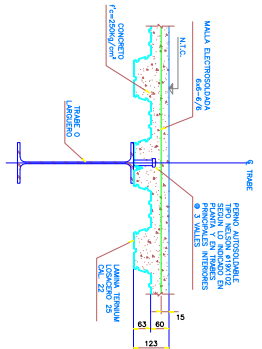 MALLA ELECTROSOLDADA
6x6-6/6
N.T.C.
CONCRETO
f'c=250Kg/cm²
℄ TRABE
PERNO AUTOSOLDABLE
TIPO NELSON ø19X102
SEGUN LO INDICADO EN
PLANTA Y EN TRABES
PRINCIPALES INTERIORES
@ 3 VALLES
TRABE O
LARGUERO
LAMINA TERNIUM
LOSACERO 25
CAL. 22
15
63
60
123